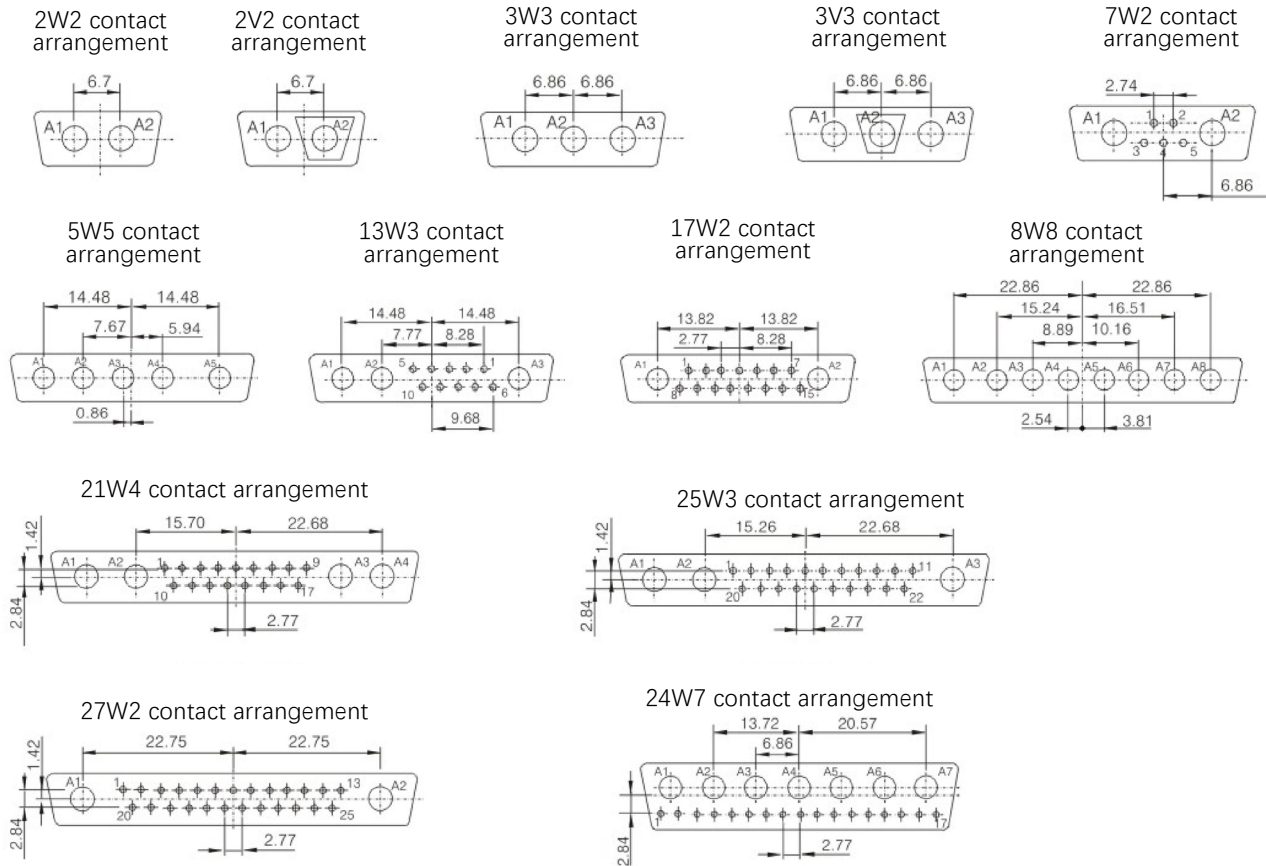 2W2 contact
arrangement
2V2 contact
arrangement
3W3 contact
arrangement
3V3 contact
arrangement
7W2 contact
arrangement
6.7
A1 A2
6.7
A1 A2
6.86 6.86
A1 A2 A3
6.86 6.86
A1 A2 A3
2.74
A1 1 2 A2
3 4 5
6.86
5W5 contact
arrangement
13W3 contact
arrangement
17W2 contact
arrangement
8W8 contact
arrangement
14.48 14.48
7.67 5.94
A1 A2 A3 A4 A5
0.86
14.48 14.48
7.77 8.28
A1 A2 5 1 A3
10 6
9.68
13.82 13.82
2.77 8.28
A1 1 7 A2
8 15
22.86 22.86
15.24 16.51
8.89 10.16
A1 A2 A3 A4 A5 A6 A7 A8
2.54 3.81
21W4 contact arrangement
15.70 22.68
1.42
A1 A2 1 9 A3 A4
10 17
2.84
2.77
25W3 contact arrangement
15.26 22.68
1.42
A1 A2 1 11 A3
20 22
2.84
2.77
27W2 contact arrangement
22.75 22.75
1.42
A1 1 13 A2
20 25
2.84
2.77
24W7 contact arrangement
13.72 20.57
6.86
A1 A2 A3 A4 A5 A6 A7
1 17
2.84
2.77